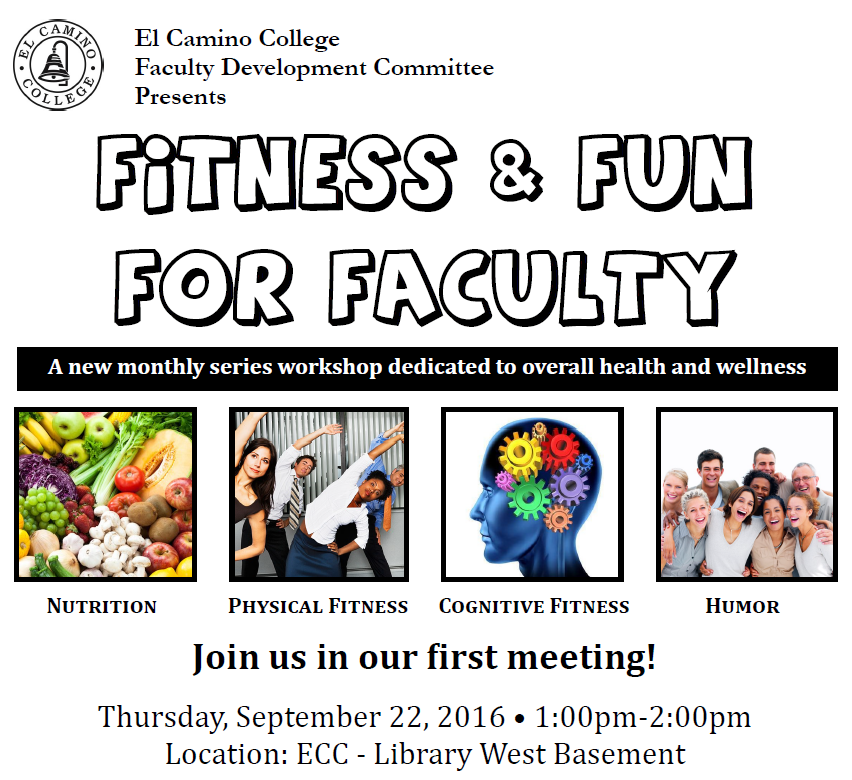 EL CAMINO
COLLEGE
El Camino College
Faculty Development Committee
Presents
FiTNESS & FUN
FOR FACULTY
A new monthly series workshop dedicated to overall health and wellness
NUTRITION
PHYSICAL FITNESS
COGNITIVE FITNESS
HUMOR
Join us in our first meeting!
Thursday, September 22, 2016 • 1:00pm-2:00pm
Location: ECC - Library West Basement